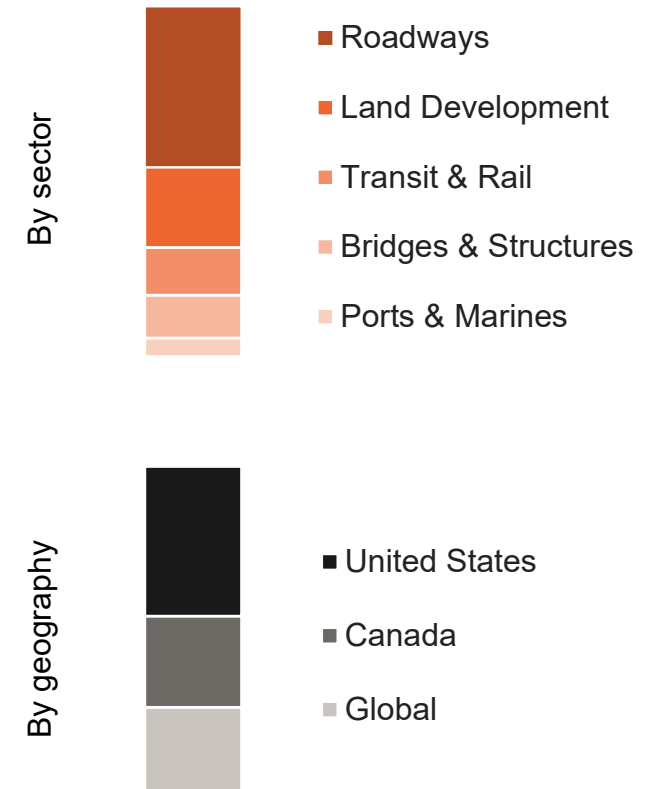 By sector
Roadways
Land Development
Transit & Rail
Bridges & Structures
Ports & Marines
By geography
United States
Canada
Global